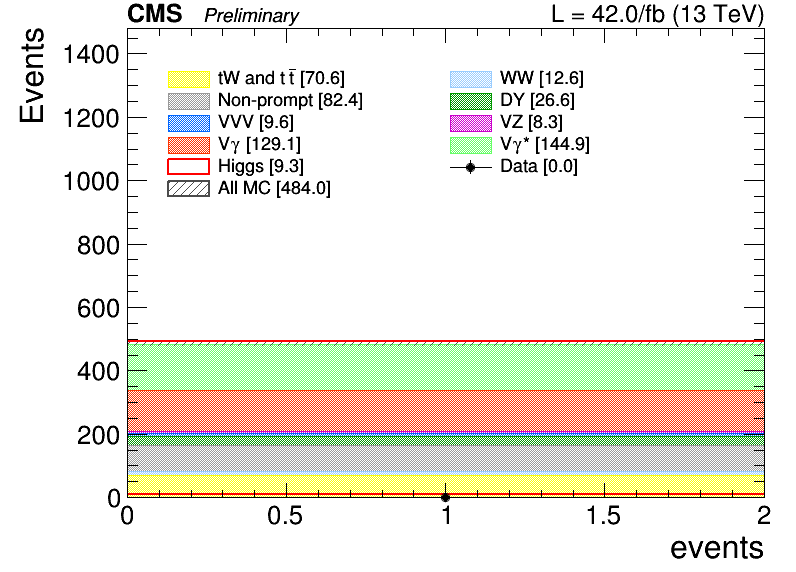 CMS Preliminary L = 42.0/fb (13 TeV)
Events
1400
1200
1000
800
600
400
200
0
tW and t t̄ [70.6]
WW [12.6]
Non-prompt [82.4]
DY [26.6]
VVV [9.6]
VZ [8.3]
Vγ [129.1]
Vγ* [144.9]
Higgs [9.3]
Data [0.0]
All MC [484.0]
0 0.5 1 1.5 2
events